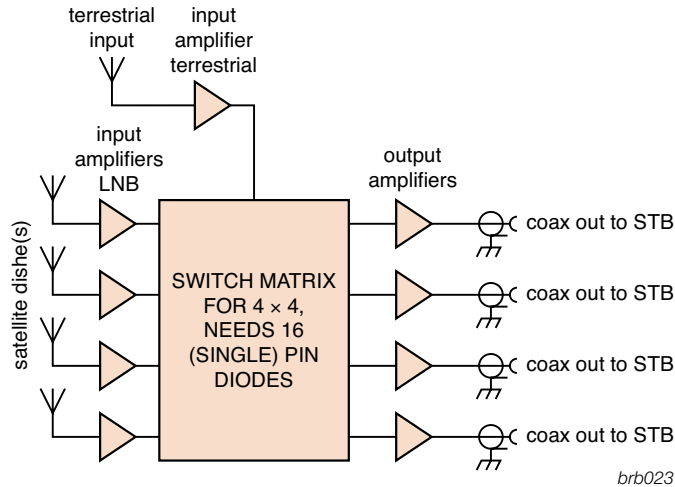 terrestrial
input
input
amplifier
terrestrial
input
amplifiers
LNB
output
amplifiers
satellite dishe(s)
SWITCH MATRIX
FOR 4 × 4,
NEEDS 16
(SINGLE) PIN
DIODES
coax out to STB
coax out to STB
coax out to STB
coax out to STB
brb023